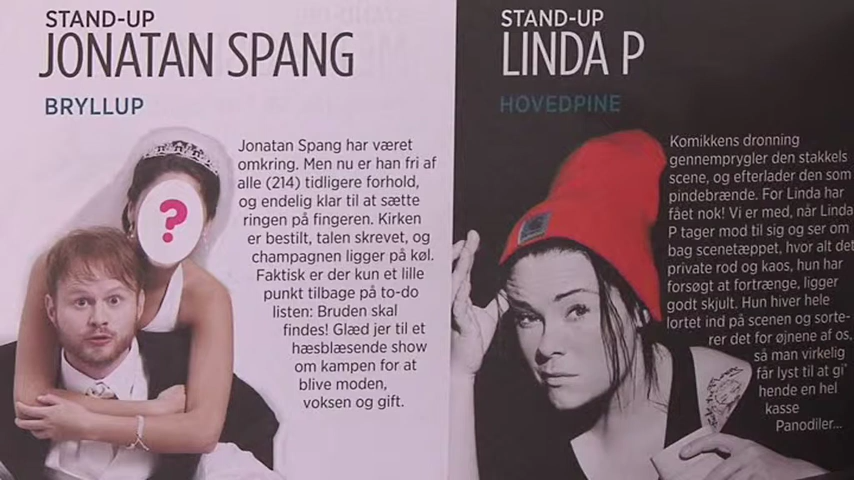 STAND-UP
JONATAN SPANG
BRYLLUP
Jonatan Spang har været
omkring. Men nu er han fri af
alle (214) tidligere forhold,
og endelig klar til at sætte
ringen på fingeren. Kirken
er bestilt, talen skrevet, og
champagnen ligger på køl.
Faktisk er der kun et lille
punkt tilbage på to-do
listen: Bruden skal
findes! Glæd jer til et
hæsblæsende show
om kampen for at
blive moden,
voksen og gift.
?
STAND-UP
LINDA P
HOVEDPINE
Komikkens dronning
gennemprygler den stakkels
scene, og efterlader den som
pindebrænde. For Linda har
fået nok! Vi er med, når Linda
P tager mod til sig og ser om
bag scenetæppet, hvor alt det
private rod og kaos, hun har
forsøgt at fortrænge, ligger
godt skjult. Hun hiver hele
lortet ind på scenen og sorte-
rer det for øjnene af os,
så man virkelig
får lyst til at gi'
hende en hel
kasse
Panodiler...